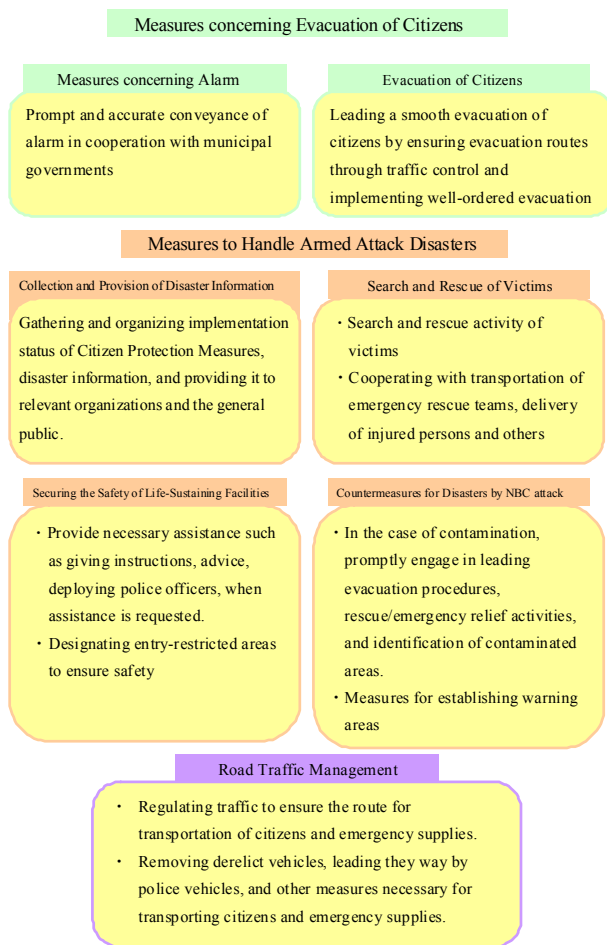 Measures concerning Evacuation of Citizens
Measures concerning Alarm
Prompt and accurate conveyance of
alarm in cooperation with municipal
governments
Evacuation of Citizens
Leading a smooth evacuation of
citizens by ensuring evacuation routes
through traffic control and
implementing well-ordered evacuation
Measures to Handle Armed Attack Disasters
Collection and Provision of Disaster Information
Gathering and organizing implementation
status of Citizen Protection Measures,
disaster information, and providing it to
relevant organizations and the general
public.
Search and Rescue of Victims
・Search and rescue activity of
victims
・Cooperating with transportation of
emergency rescue teams, delivery
of injured persons and others
Securing the Safety of Life-Sustaining Facilities
・Provide necessary assistance such
as giving instructions, advice,
deploying police officers, when
assistance is requested.
・Designating entry-restricted areas
to ensure safety
Countermeasures for Disasters by NBC attack
・In the case of contamination,
promptly engage in leading
evacuation procedures,
rescue/emergency relief activities,
and identification of contaminated
areas.
・Measures for establishing warning
areas
Road Traffic Management
・ Regulating traffic to ensure the route for
transportation of citizens and emergency supplies.
・ Removing derelict vehicles, leading they way by
police vehicles, and other measures necessary for
transporting citizens and emergency supplies.